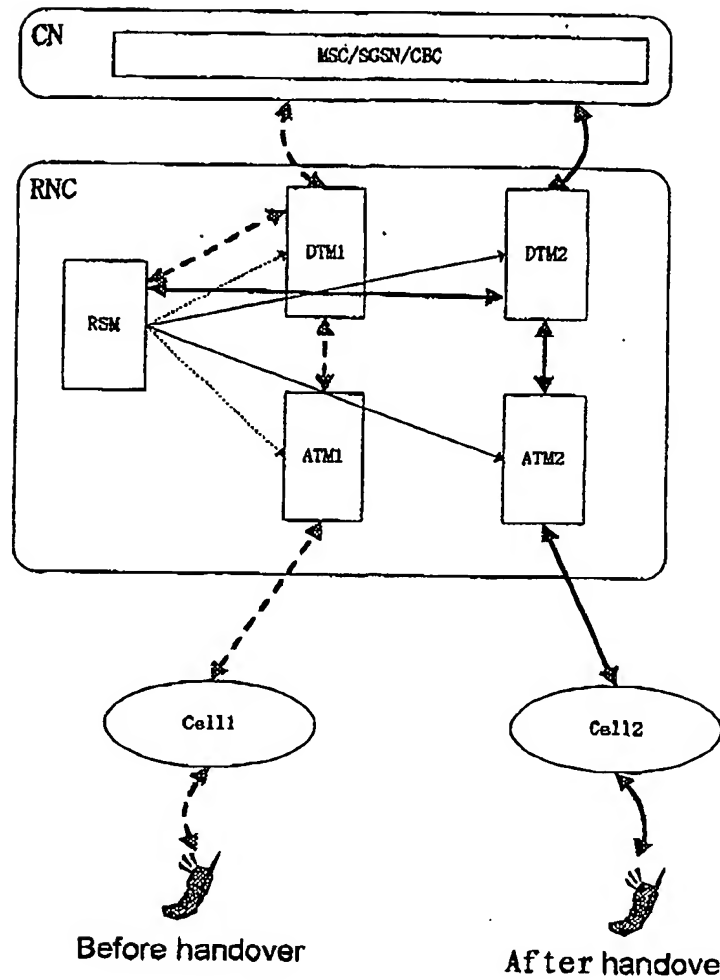 CN
MSC/SGSN/CBC
RNC
DTM1
DTM2
RSM
ATM1
ATM2
Cell1
Cell2
Before handover
After handove